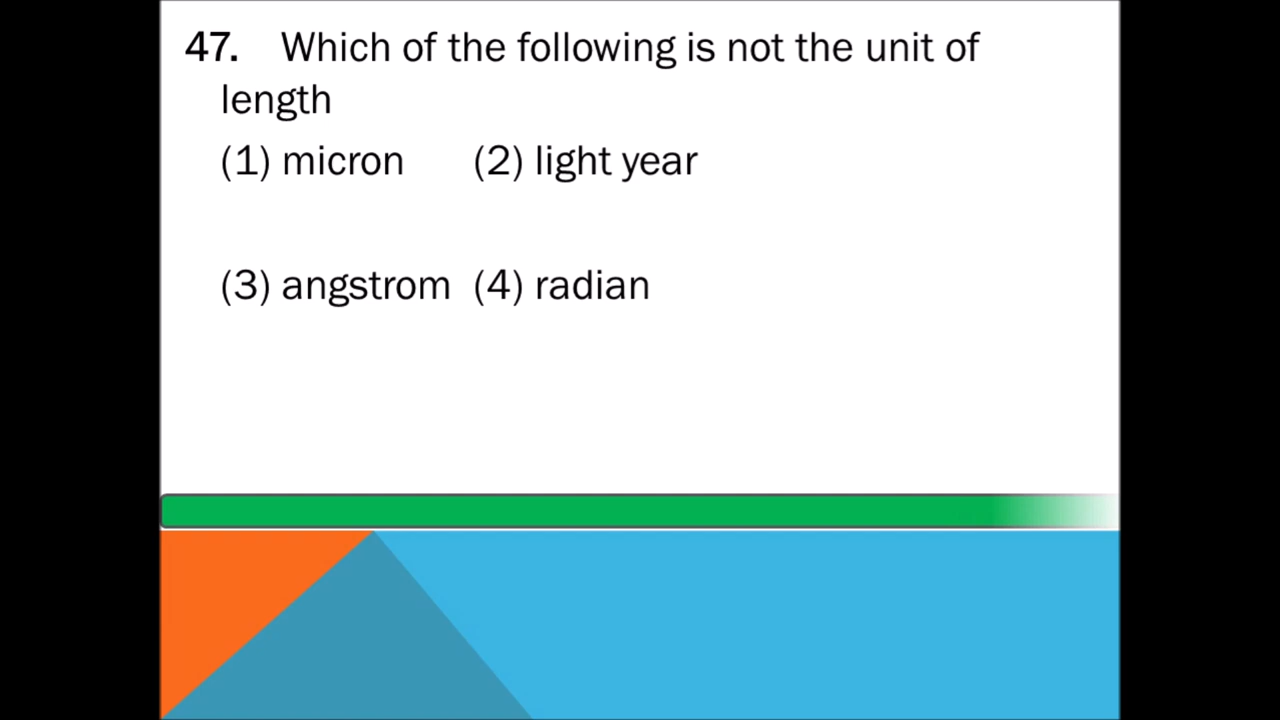 47. Which of the following is not the unit of
length
(1) micron (2) light year
(3) angstrom (4) radian